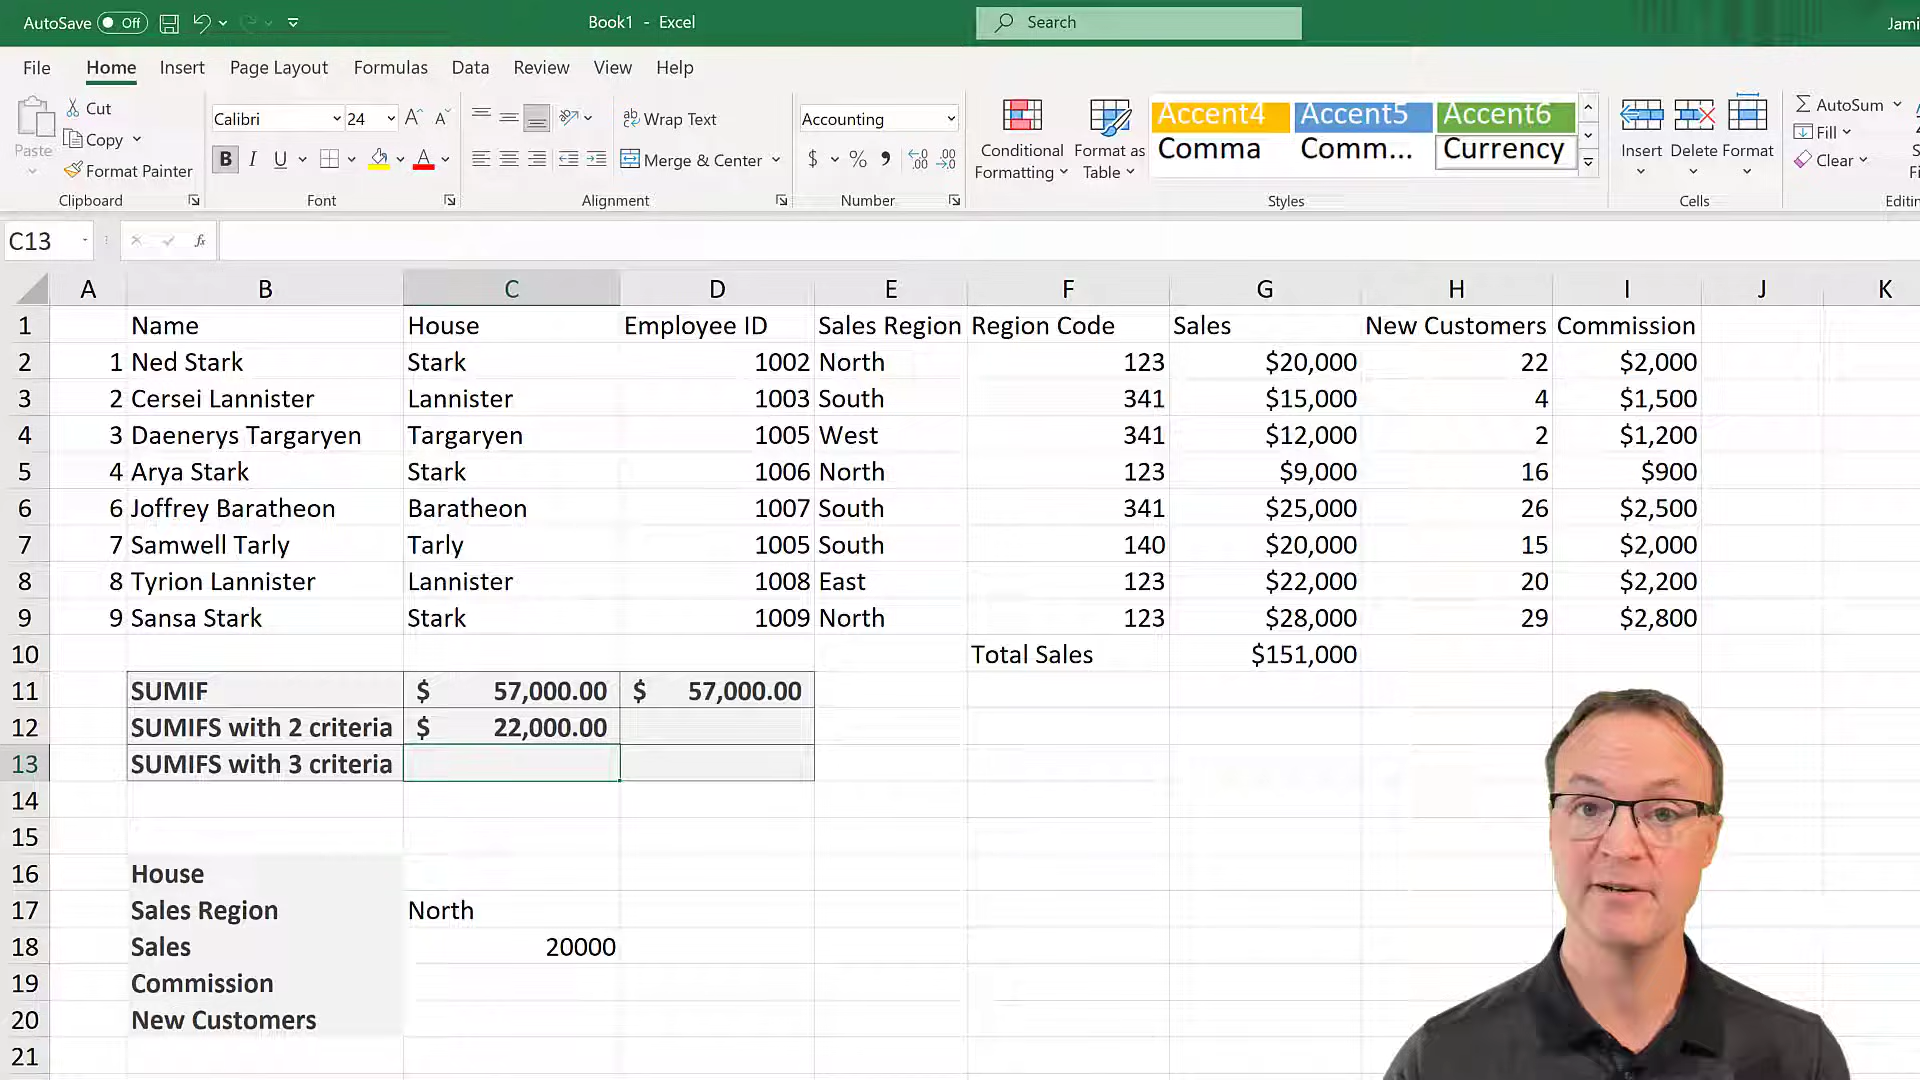 AutoSave Off Book1 - Excel Search Jami
File Home Insert Page Layout Formulas Data Review View Help
Paste Cut Copy Format Painter Clipboard
Calibri 24 A A B I U A Font
ab Wrap Text Merge & Center Alignment
Accounting $ % , Number
Conditional Formatting Format as Table Accent4 Accent5 Accent6 Comma Comm... Currency Styles
Insert Delete Format Cells
AutoSum Fill Clear Editin
C13 fx
A B C D E F G H I J K
1 Name House Employee ID Sales Region Region Code Sales New Customers Commission
2 1 Ned Stark Stark 1002 North 123 $20,000 22 $2,000
3 2 Cersei Lannister Lannister 1003 South 341 $15,000 4 $1,500
4 3 Daenerys Targaryen Targaryen 1005 West 341 $12,000 2 $1,200
5 4 Arya Stark Stark 1006 North 123 $9,000 16 $900
6 6 Joffrey Baratheon Baratheon 1007 South 341 $25,000 26 $2,500
7 7 Samwell Tarly Tarly 1005 South 140 $20,000 15 $2,000
8 8 Tyrion Lannister Lannister 1008 East 123 $22,000 20 $2,200
9 9 Sansa Stark Stark 1009 North 123 $28,000 29 $2,800
10 Total Sales $151,000
11 SUMIF $ 57,000.00 $ 57,000.00
12 SUMIFS with 2 criteria $ 22,000.00
13 SUMIFS with 3 criteria
14
15
16 House
17 Sales Region North
18 Sales 20000
19 Commission
20 New Customers
21